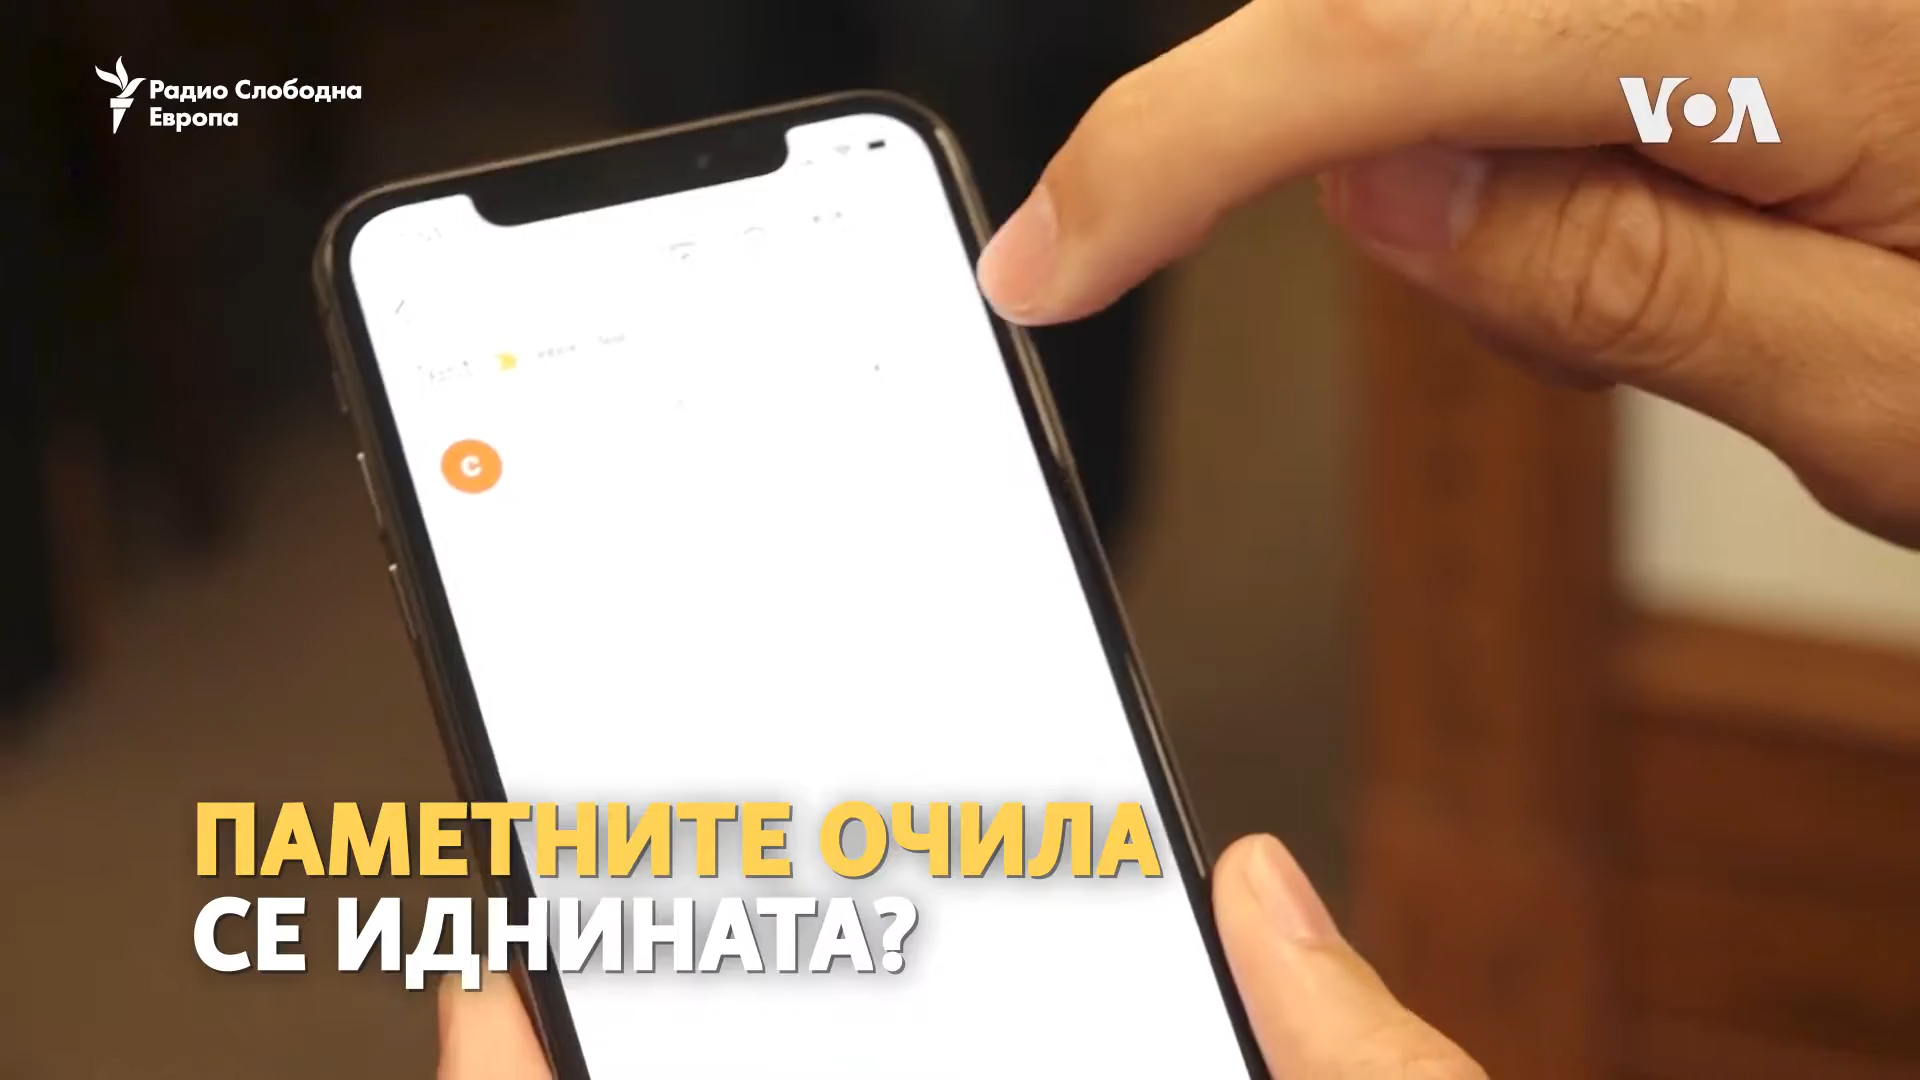 Радио Слободна
Европа
VOA
C
ПАМЕТНИТЕ ОЧИЛА
СЕ ИДНИНАТА?